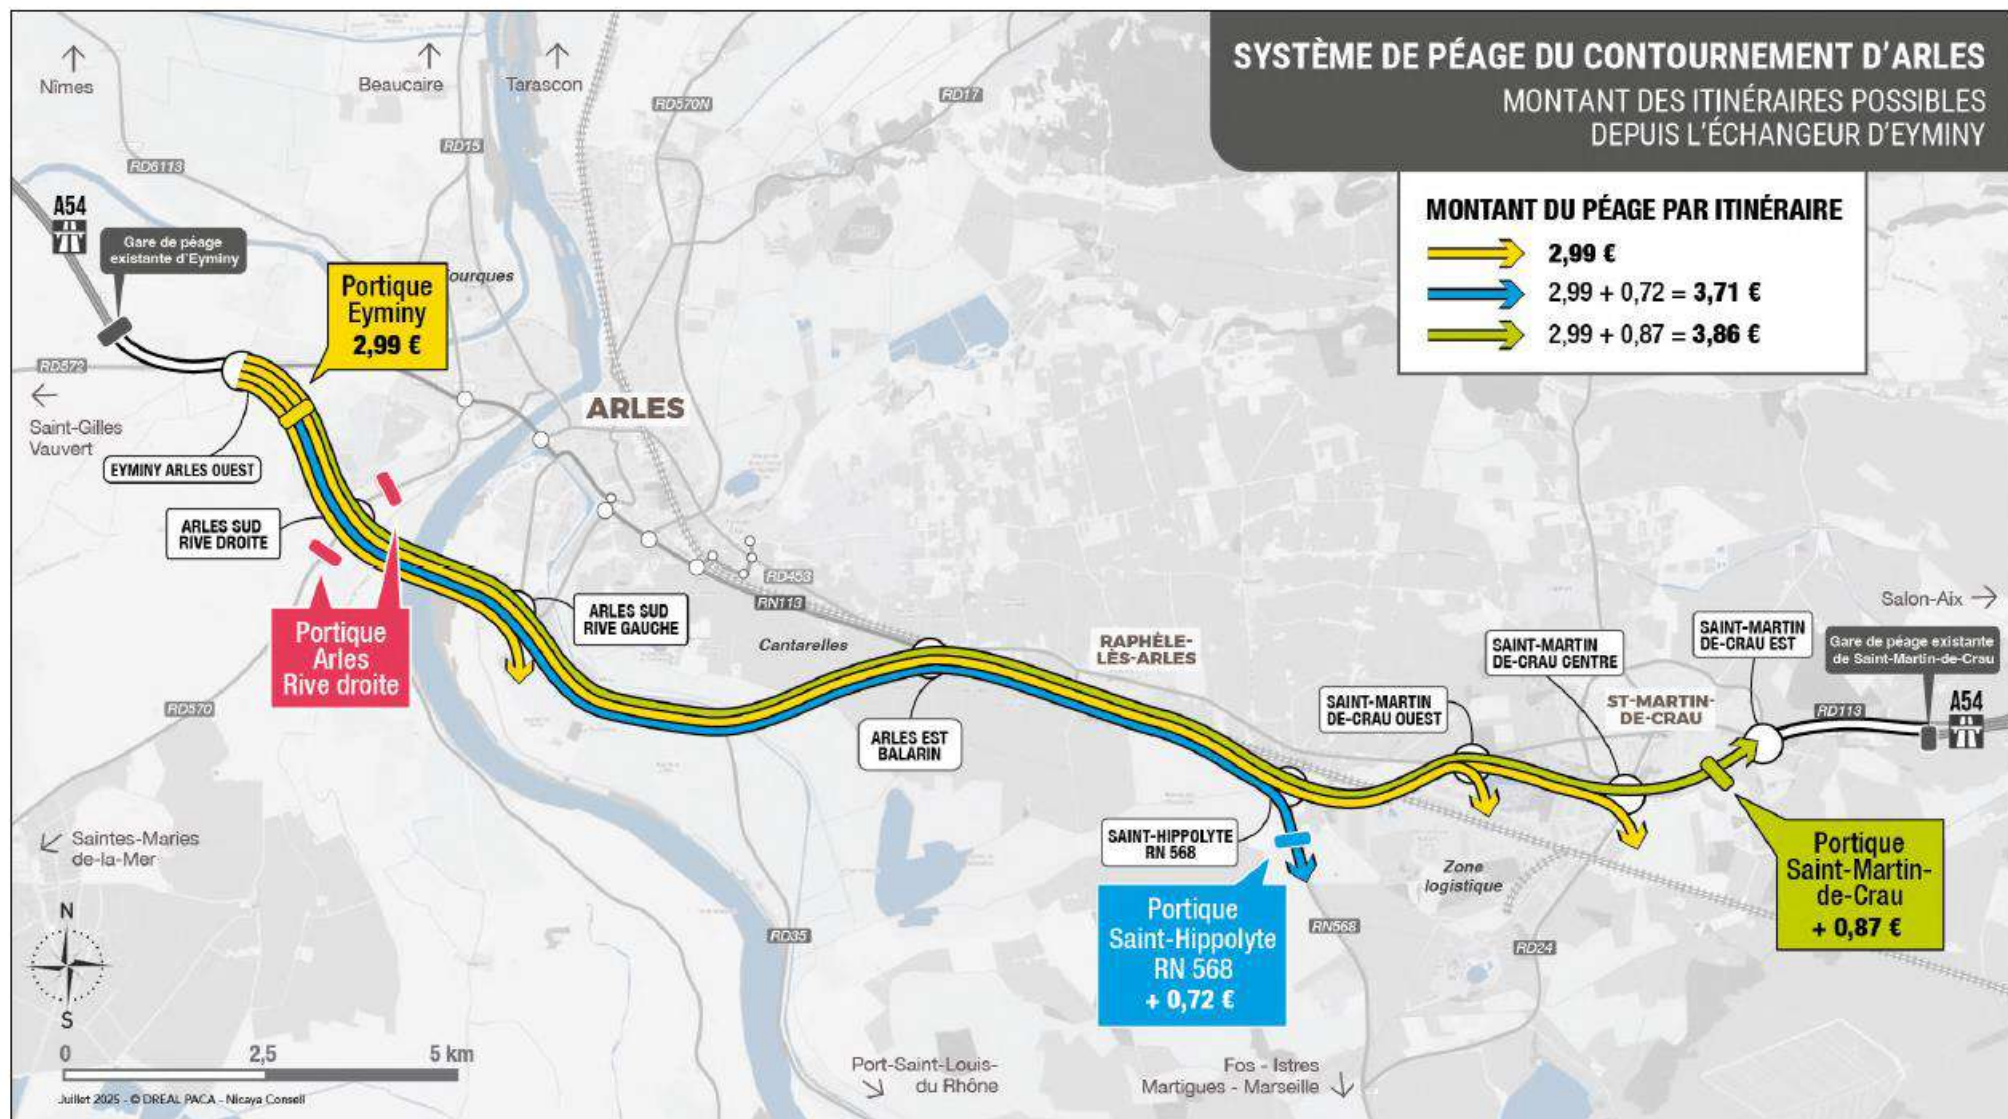 SYSTÈME DE PÉAGE DU CONTOURNEMENT D'ARLES
MONTANT DES ITINÉRAIRES POSSIBLES
DEPUIS L'ÉCHANGEUR D'EYMINY
MONTANT DU PÉAGE PAR ITINÉRAIRE
2,99 €
2,99 + 0,72 = 3,71 €
2,99 + 0,87 = 3,86 €
Nîmes
Beaucaire
Tarascon
RD570N
RD17
RD15
RD6113
A54
Gare de péage
existante d'Eyminy
Portique
Eyminy
2,99 €
ourques
RD572
Saint-Gilles
Vauvert
ARLES
EYMINY ARLES OUEST
ARLES SUD
RIVE DROITE
Portique
Arles
Rive droite
RD570
ARLES SUD
RIVE GAUCHE
RD453
RN113
Cantarelles
RAPHÈLE-
LÈS-ARLES
ARLES EST
BALARIN
SAINT-MARTIN
DE-CRAU OUEST
SAINT-MARTIN
DE-CRAU CENTRE
ST-MARTIN-
DE-CRAU
SAINT-MARTIN
DE-CRAU EST
Salon-Aix
Gare de péage existante
de Saint-Martin-de-Crau
RD113
A54
SAINT-HIPPOLYTE
RN 568
Portique
Saint-Hippolyte
RN 568
+ 0,72 €
Zone
logistique
RN568
RD24
Portique
Saint-Martin-
de-Crau
+ 0,87 €
Saintes-Maries
de-la-Mer
RD35
N
S
0 2,5 5 km
Port-Saint-Louis-
du Rhône
Fos - Istres
Martigues - Marseille
Juillet 2025 - © DREAL PACA - Nicaya Conseil